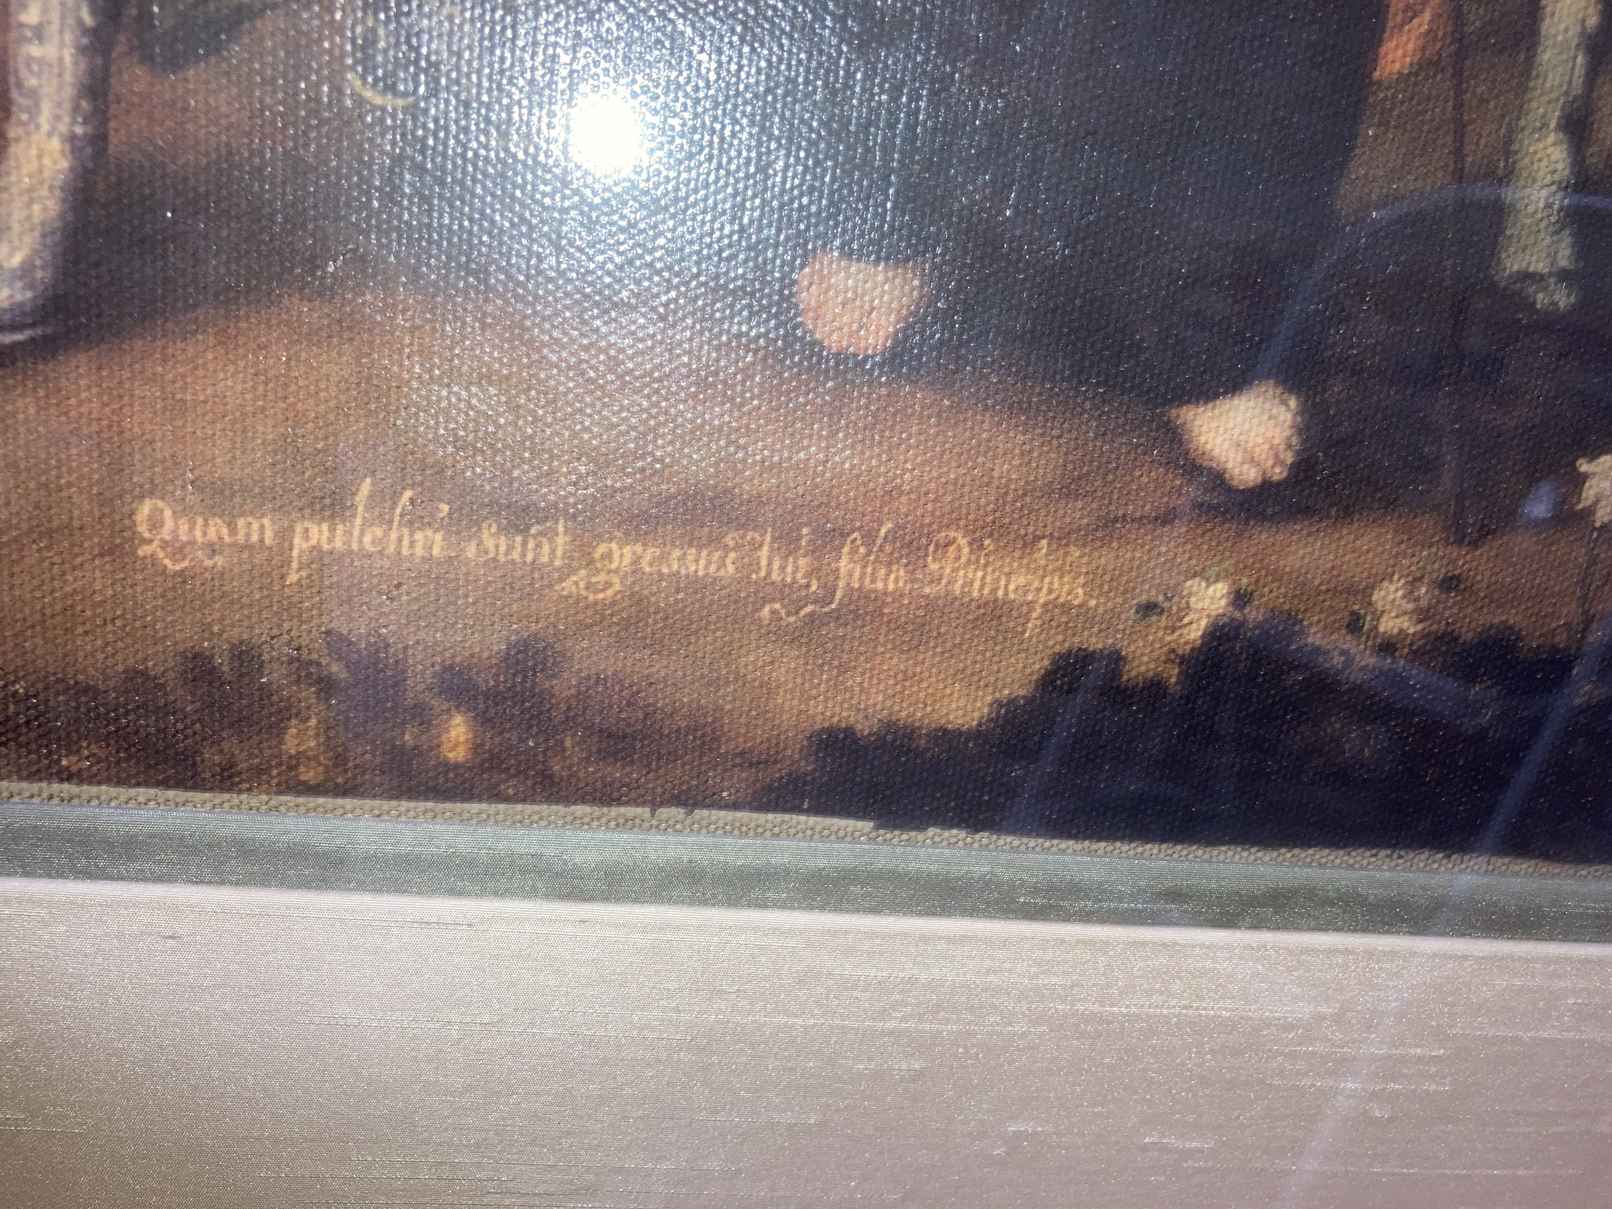 Quam pulchri sunt gressus tui, filia Principis.